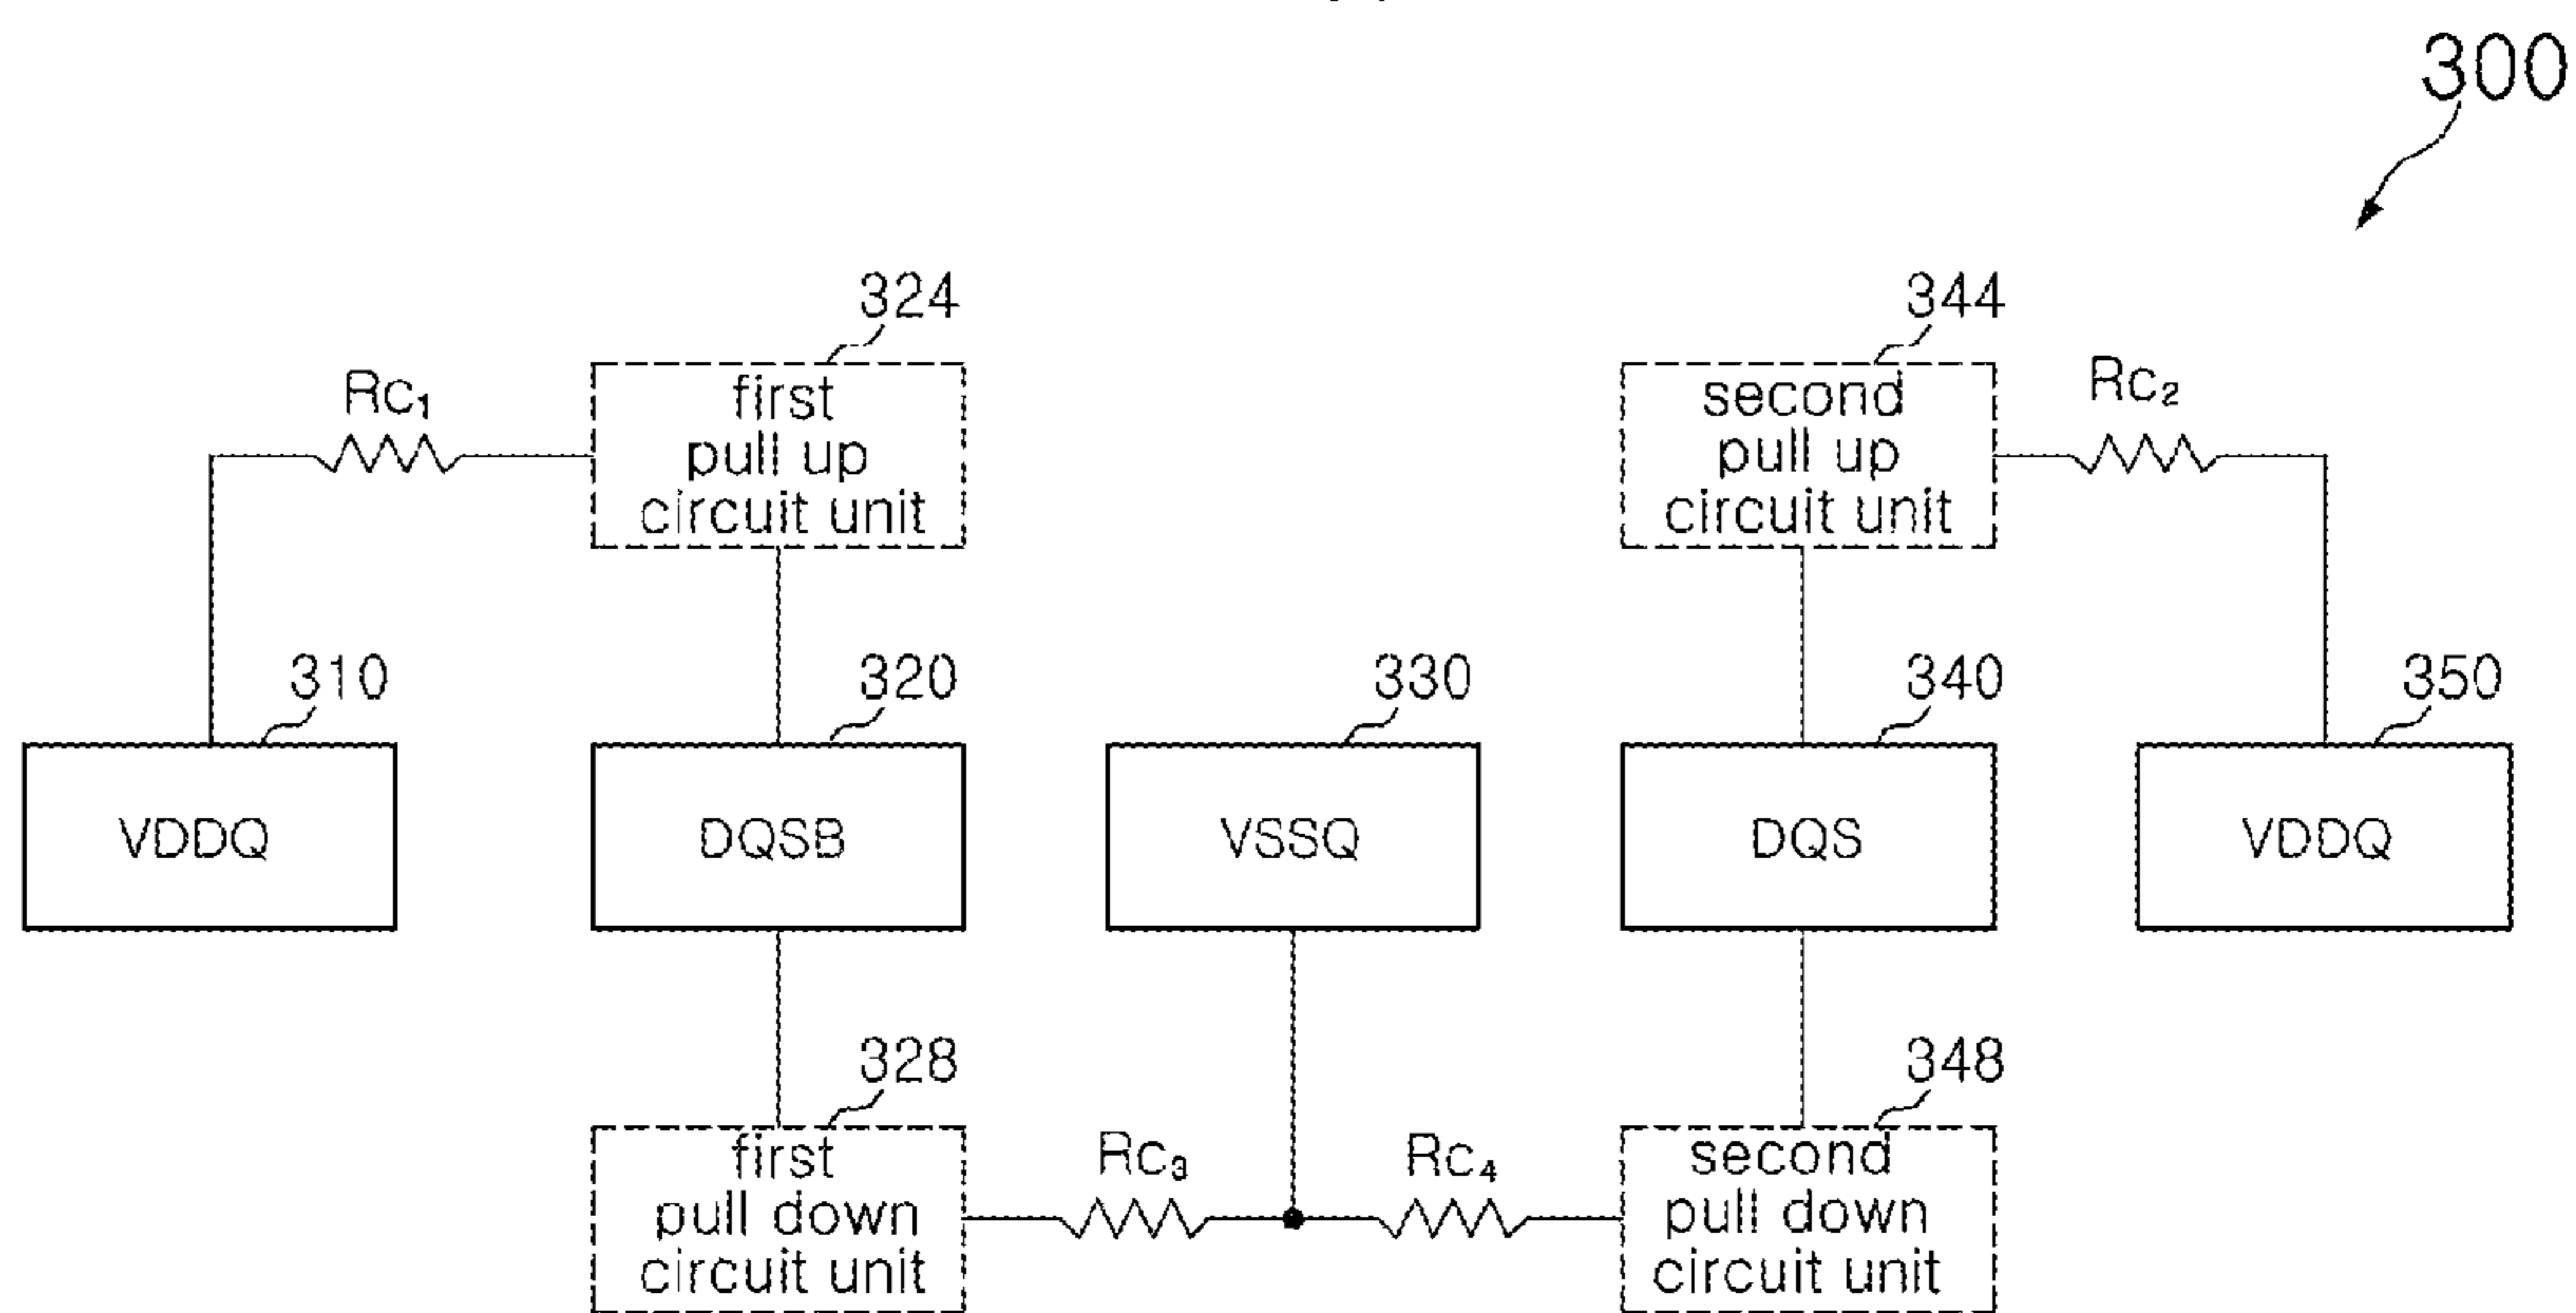 300
324
344
Rc₁
first
pull up
circuit unit
second
pull up
circuit unit
Rc₂
310
320
330
340
350
VDDQ
DQSB
VSSQ
DQS
VDDQ
328
348
first
pull down
circuit unit
Rc₃
Rc₄
second
pull down
circuit unit